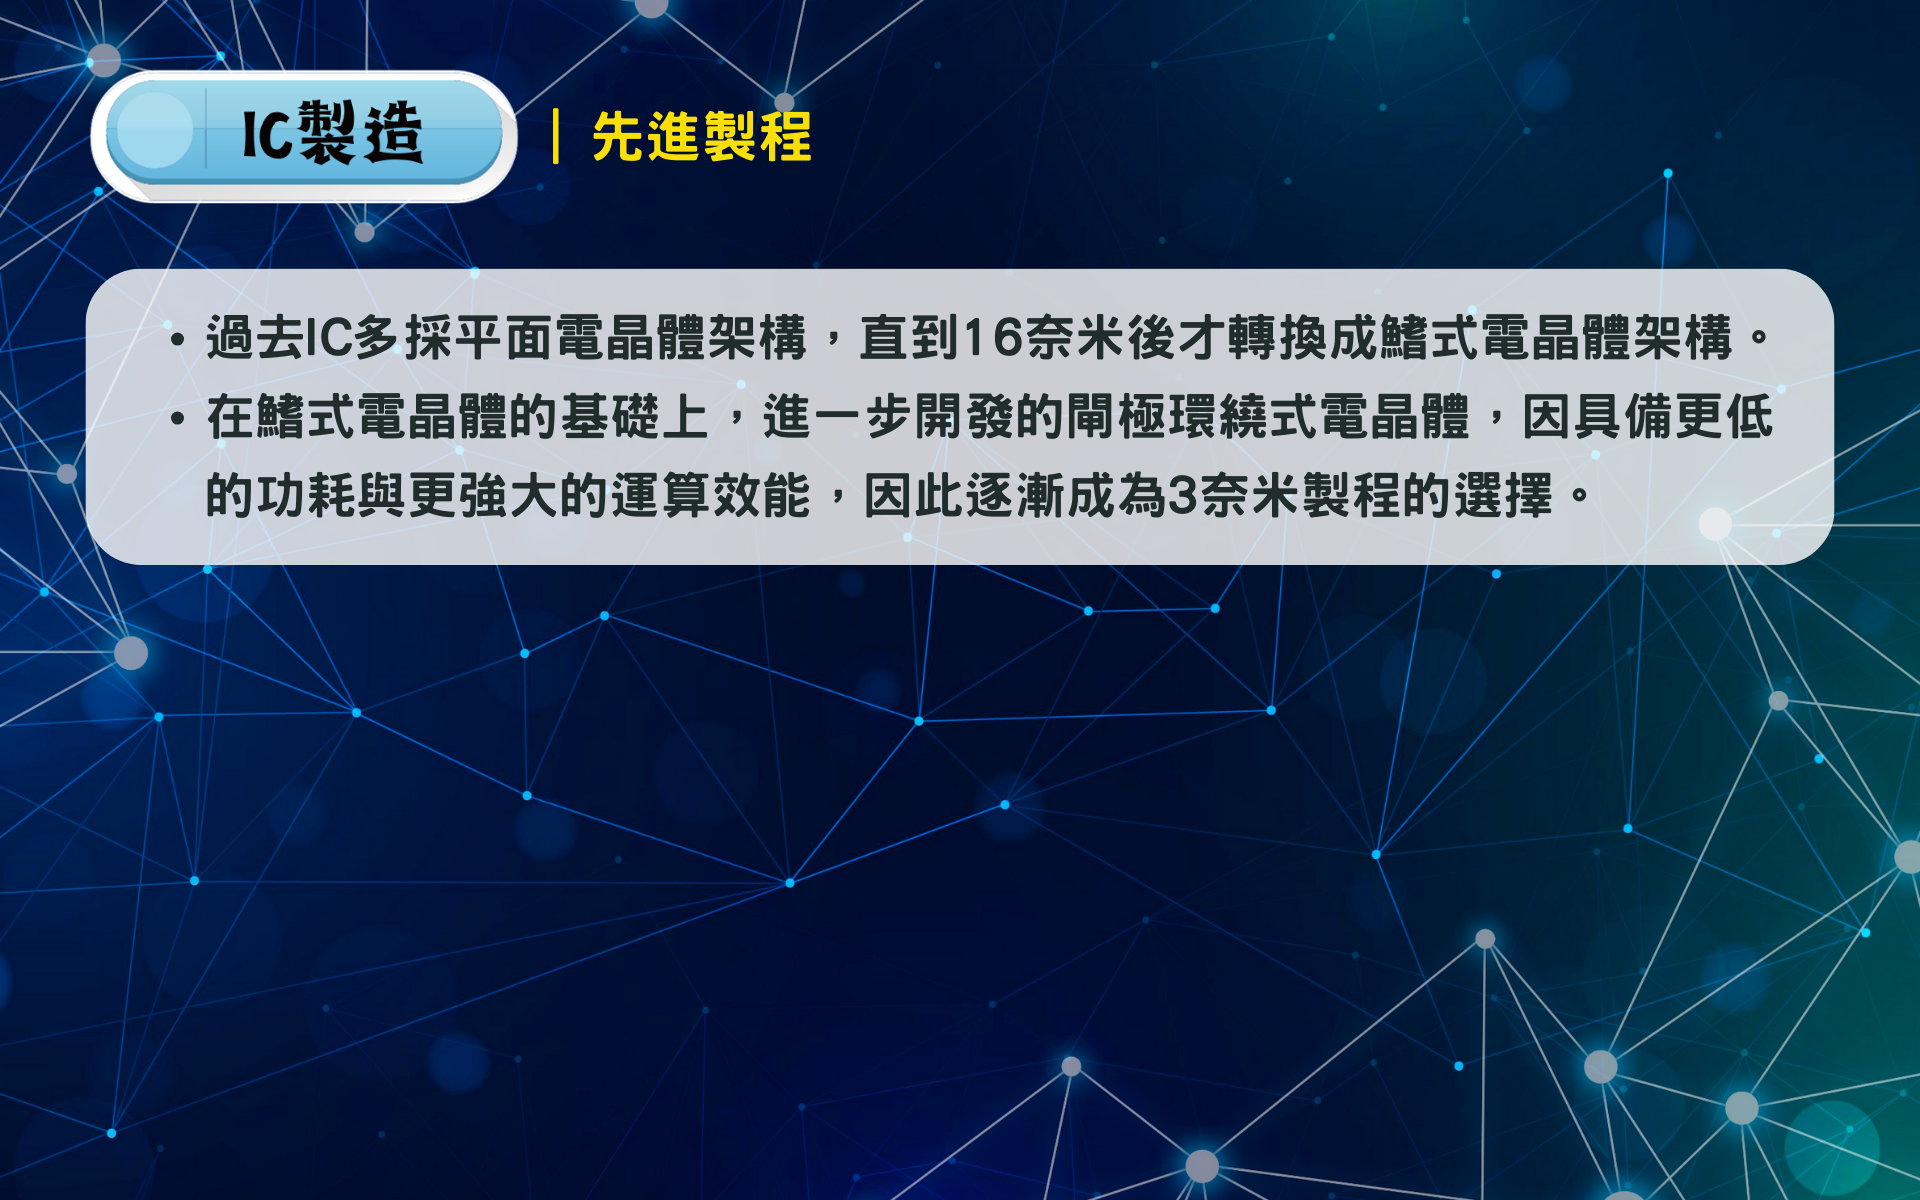 IC製造
｜先進製程
• 過去IC多採平面電晶體架構，直到16奈米後才轉換成鰭式電晶體架構。
• 在鰭式電晶體的基礎上，進一步開發的閘極環繞式電晶體，因具備更低
的功耗與更強大的運算效能，因此逐漸成為3奈米製程的選擇。